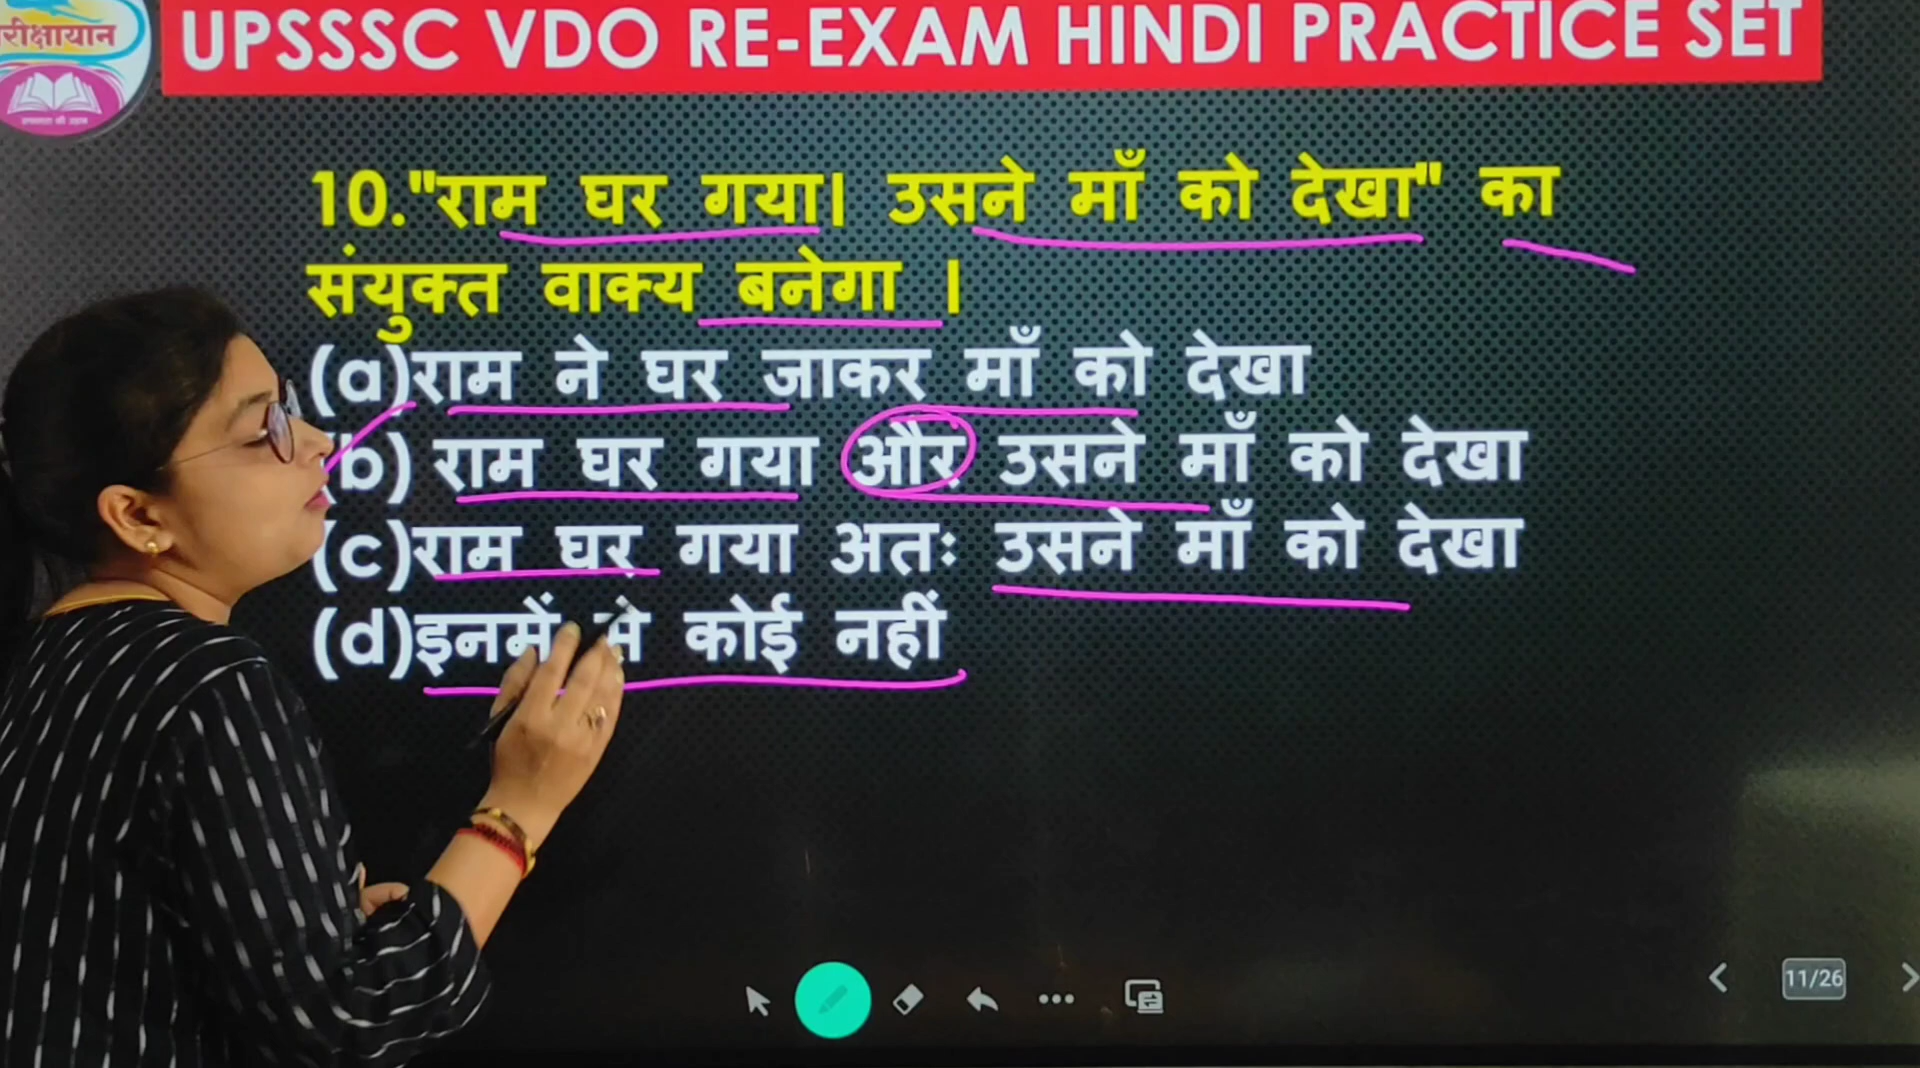 रीक्षायान
UPSSSC VDO RE-EXAM HINDI PRACTICE SET
10."राम घर गया। उसने माँ को देखा" का
संयुक्त वाक्य बनेगा ।
(a)राम ने घर जाकर माँ को देखा
(b) राम घर गया और उसने माँ को देखा
(c)राम घर गया अतः उसने माँ को देखा
(d)इनमें से कोई नहीं
11/26